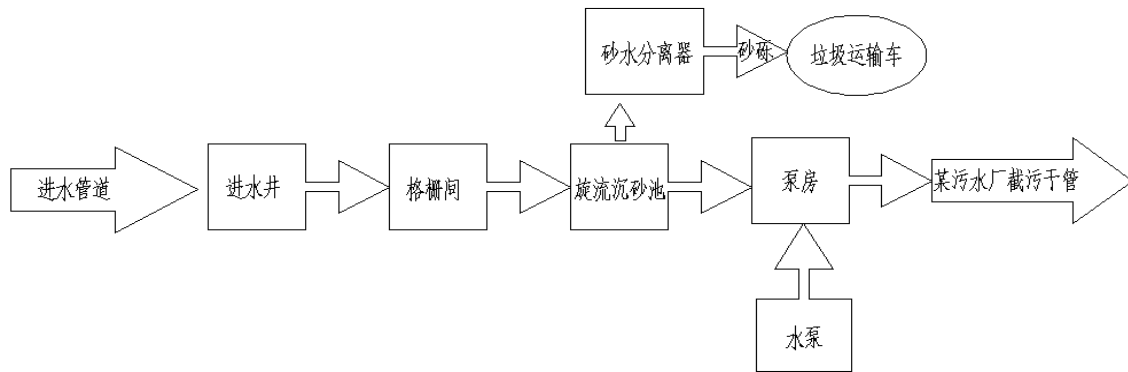 砂水分离器
砂砾
垃圾运输车
进水管道
进水井
格栅间
旋流沉砂池
泵房
某污水厂截污干管
水泵